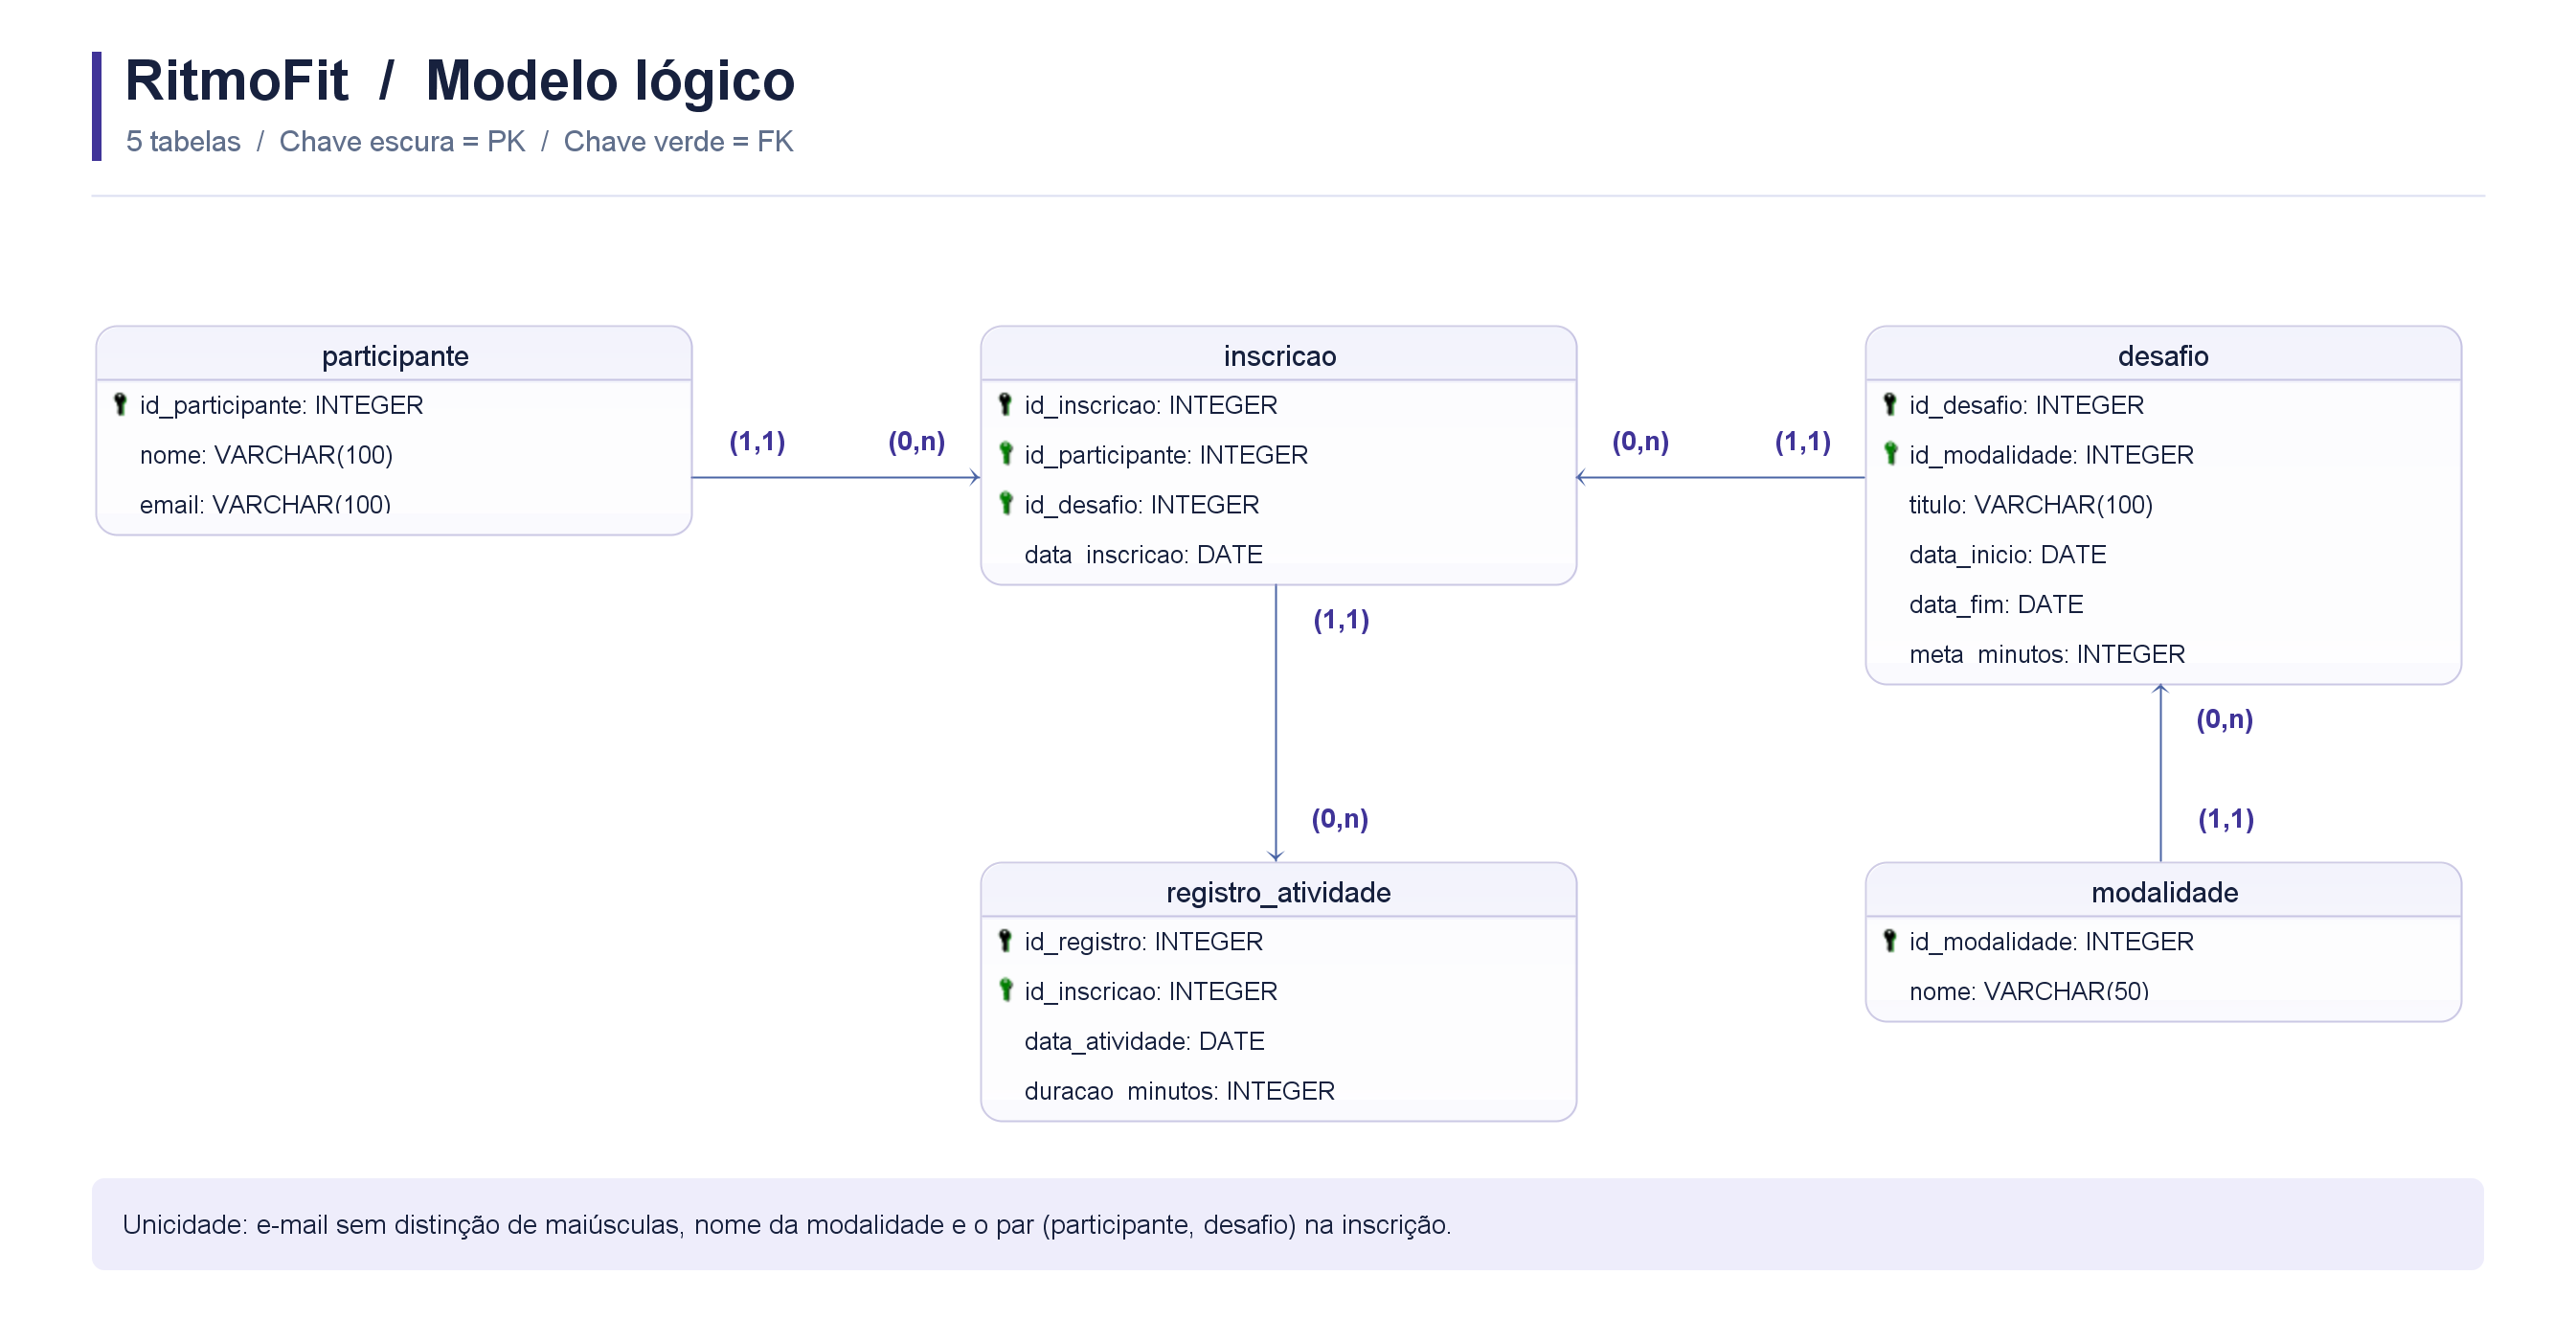 RitmoFit / Modelo lógico
5 tabelas / Chave escura = PK / Chave verde = FK
participante
id_participante: INTEGER
nome: VARCHAR(100)
email: VARCHAR(100)
(1,1)
(0,n)
inscricao
id_inscricao: INTEGER
id_participante: INTEGER
id_desafio: INTEGER
data_inscricao: DATE
(0,n)
(1,1)
desafio
id_desafio: INTEGER
id_modalidade: INTEGER
titulo: VARCHAR(100)
data_inicio: DATE
data_fim: DATE
meta_minutos: INTEGER
(1,1)
(0,n)
(0,n)
(1,1)
registro_atividade
id_registro: INTEGER
id_inscricao: INTEGER
data_atividade: DATE
duracao_minutos: INTEGER
modalidade
id_modalidade: INTEGER
nome: VARCHAR(50)
Unicidade: e-mail sem distinção de maiúsculas, nome da modalidade e o par (participante, desafio) na inscrição.